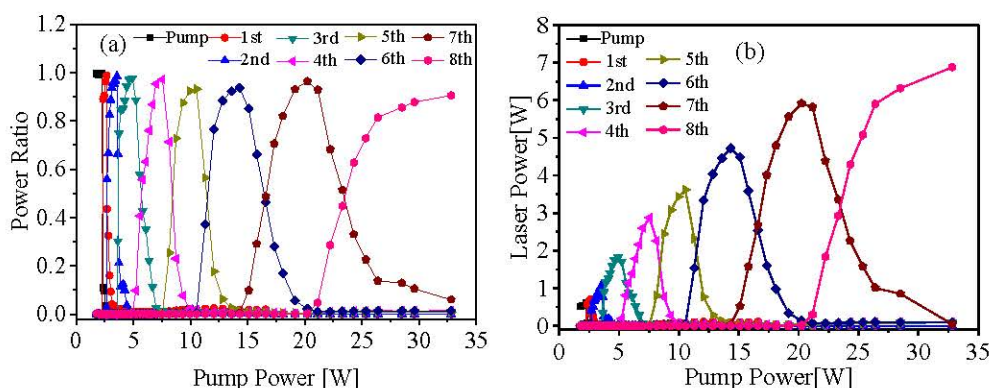 (a)
Pump 1st 3rd 5th 7th
2nd 4th 6th 8th
1.2
1.0
0.8
0.6
0.4
0.2
0.0
Power Ratio
0 5 10 15 20 25 30 35
Pump Power [W]
(b)
Pump
1st 5th
2nd 6th
3rd 7th
4th 8th
8
7
6
5
4
3
2
1
0
Laser Power[W]
5 10 15 20 25 30 35
Pump Power[W]